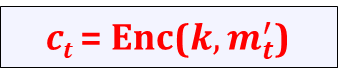 c_t = Enc(k, m'_t)